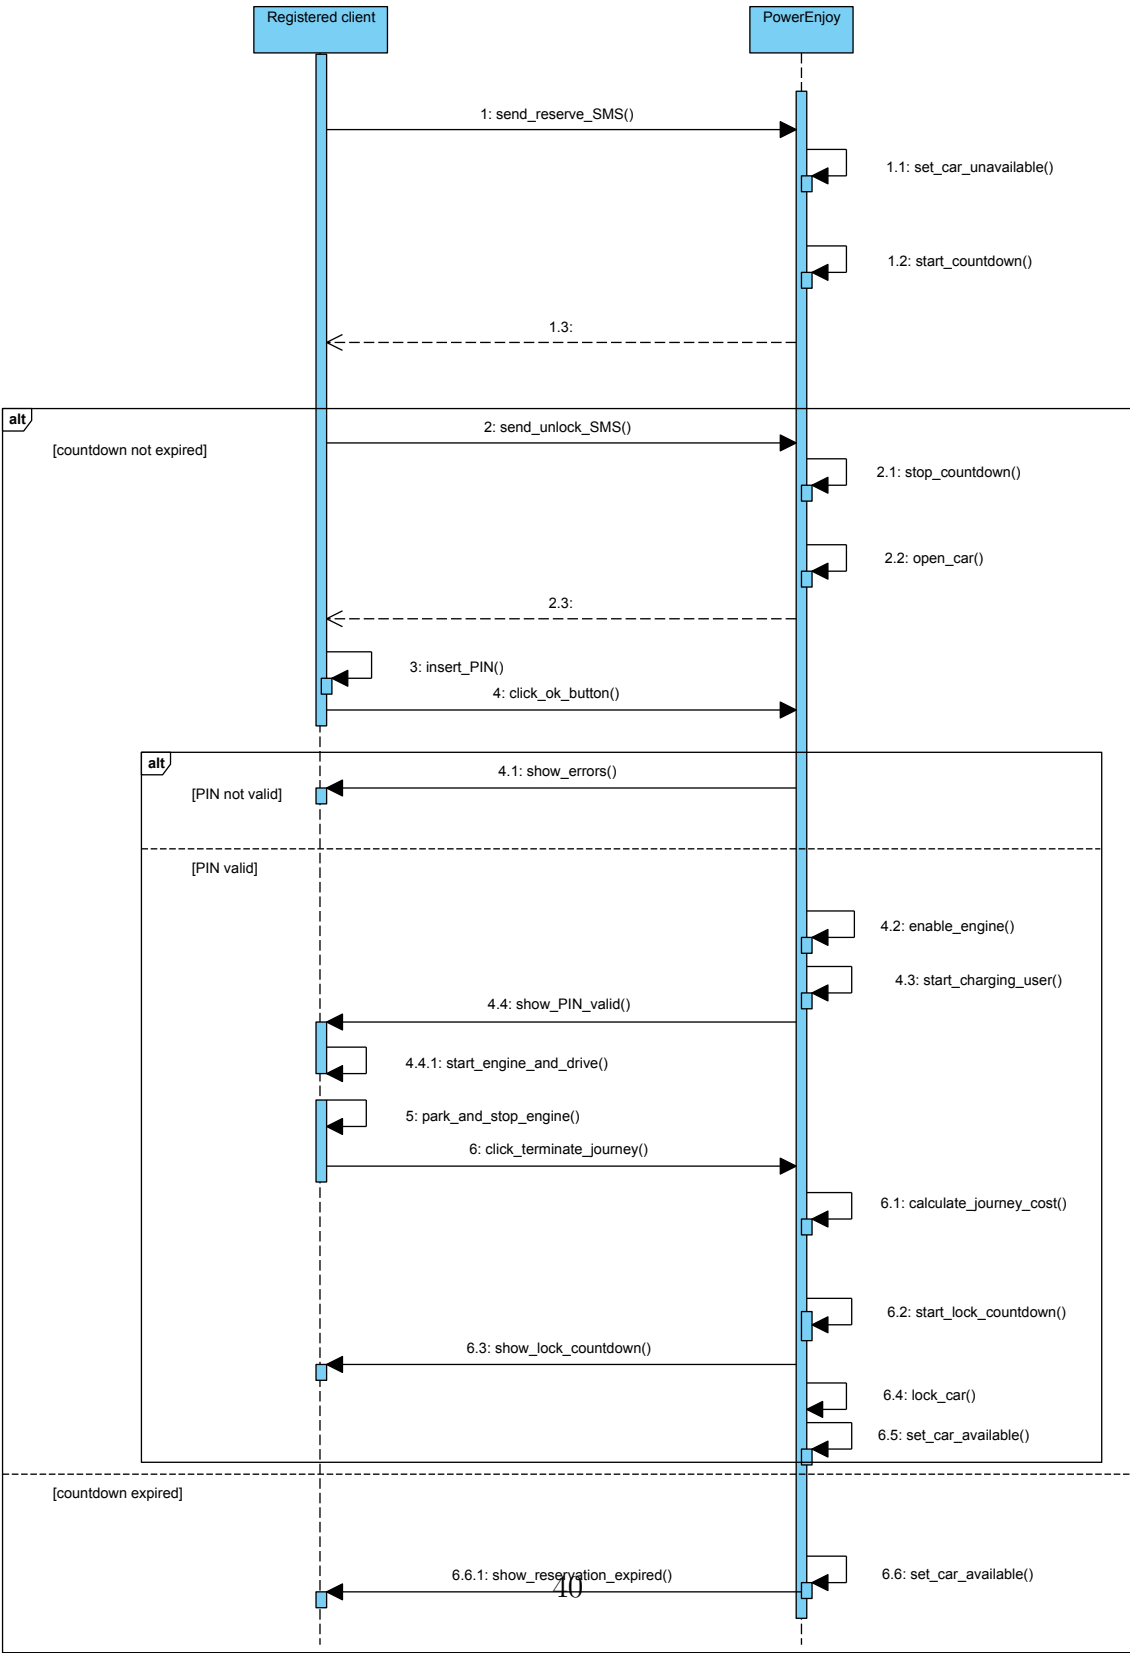 Registered client
PowerEnjoy
1: send_reserve_SMS()
1.1: set_car_unavailable()
1.2: start_countdown()
1.3:
alt
2: send_unlock_SMS()
[countdown not expired]
2.1: stop_countdown()
2.2: open_car()
2.3:
3: insert_PIN()
4: click_ok_button()
alt
4.1: show_errors()
[PIN not valid]
[PIN valid]
4.2: enable_engine()
4.3: start_charging_user()
4.4: show_PIN_valid()
4.4.1: start_engine_and_drive()
5: park_and_stop_engine()
6: click_terminate_journey()
6.1: calculate_journey_cost()
6.2: start_lock_countdown()
6.3: show_lock_countdown()
6.4: lock_car()
6.5: set_car_available()
[countdown expired]
6.6: set_car_available()
6.6.1: show_reservation_expired()
40